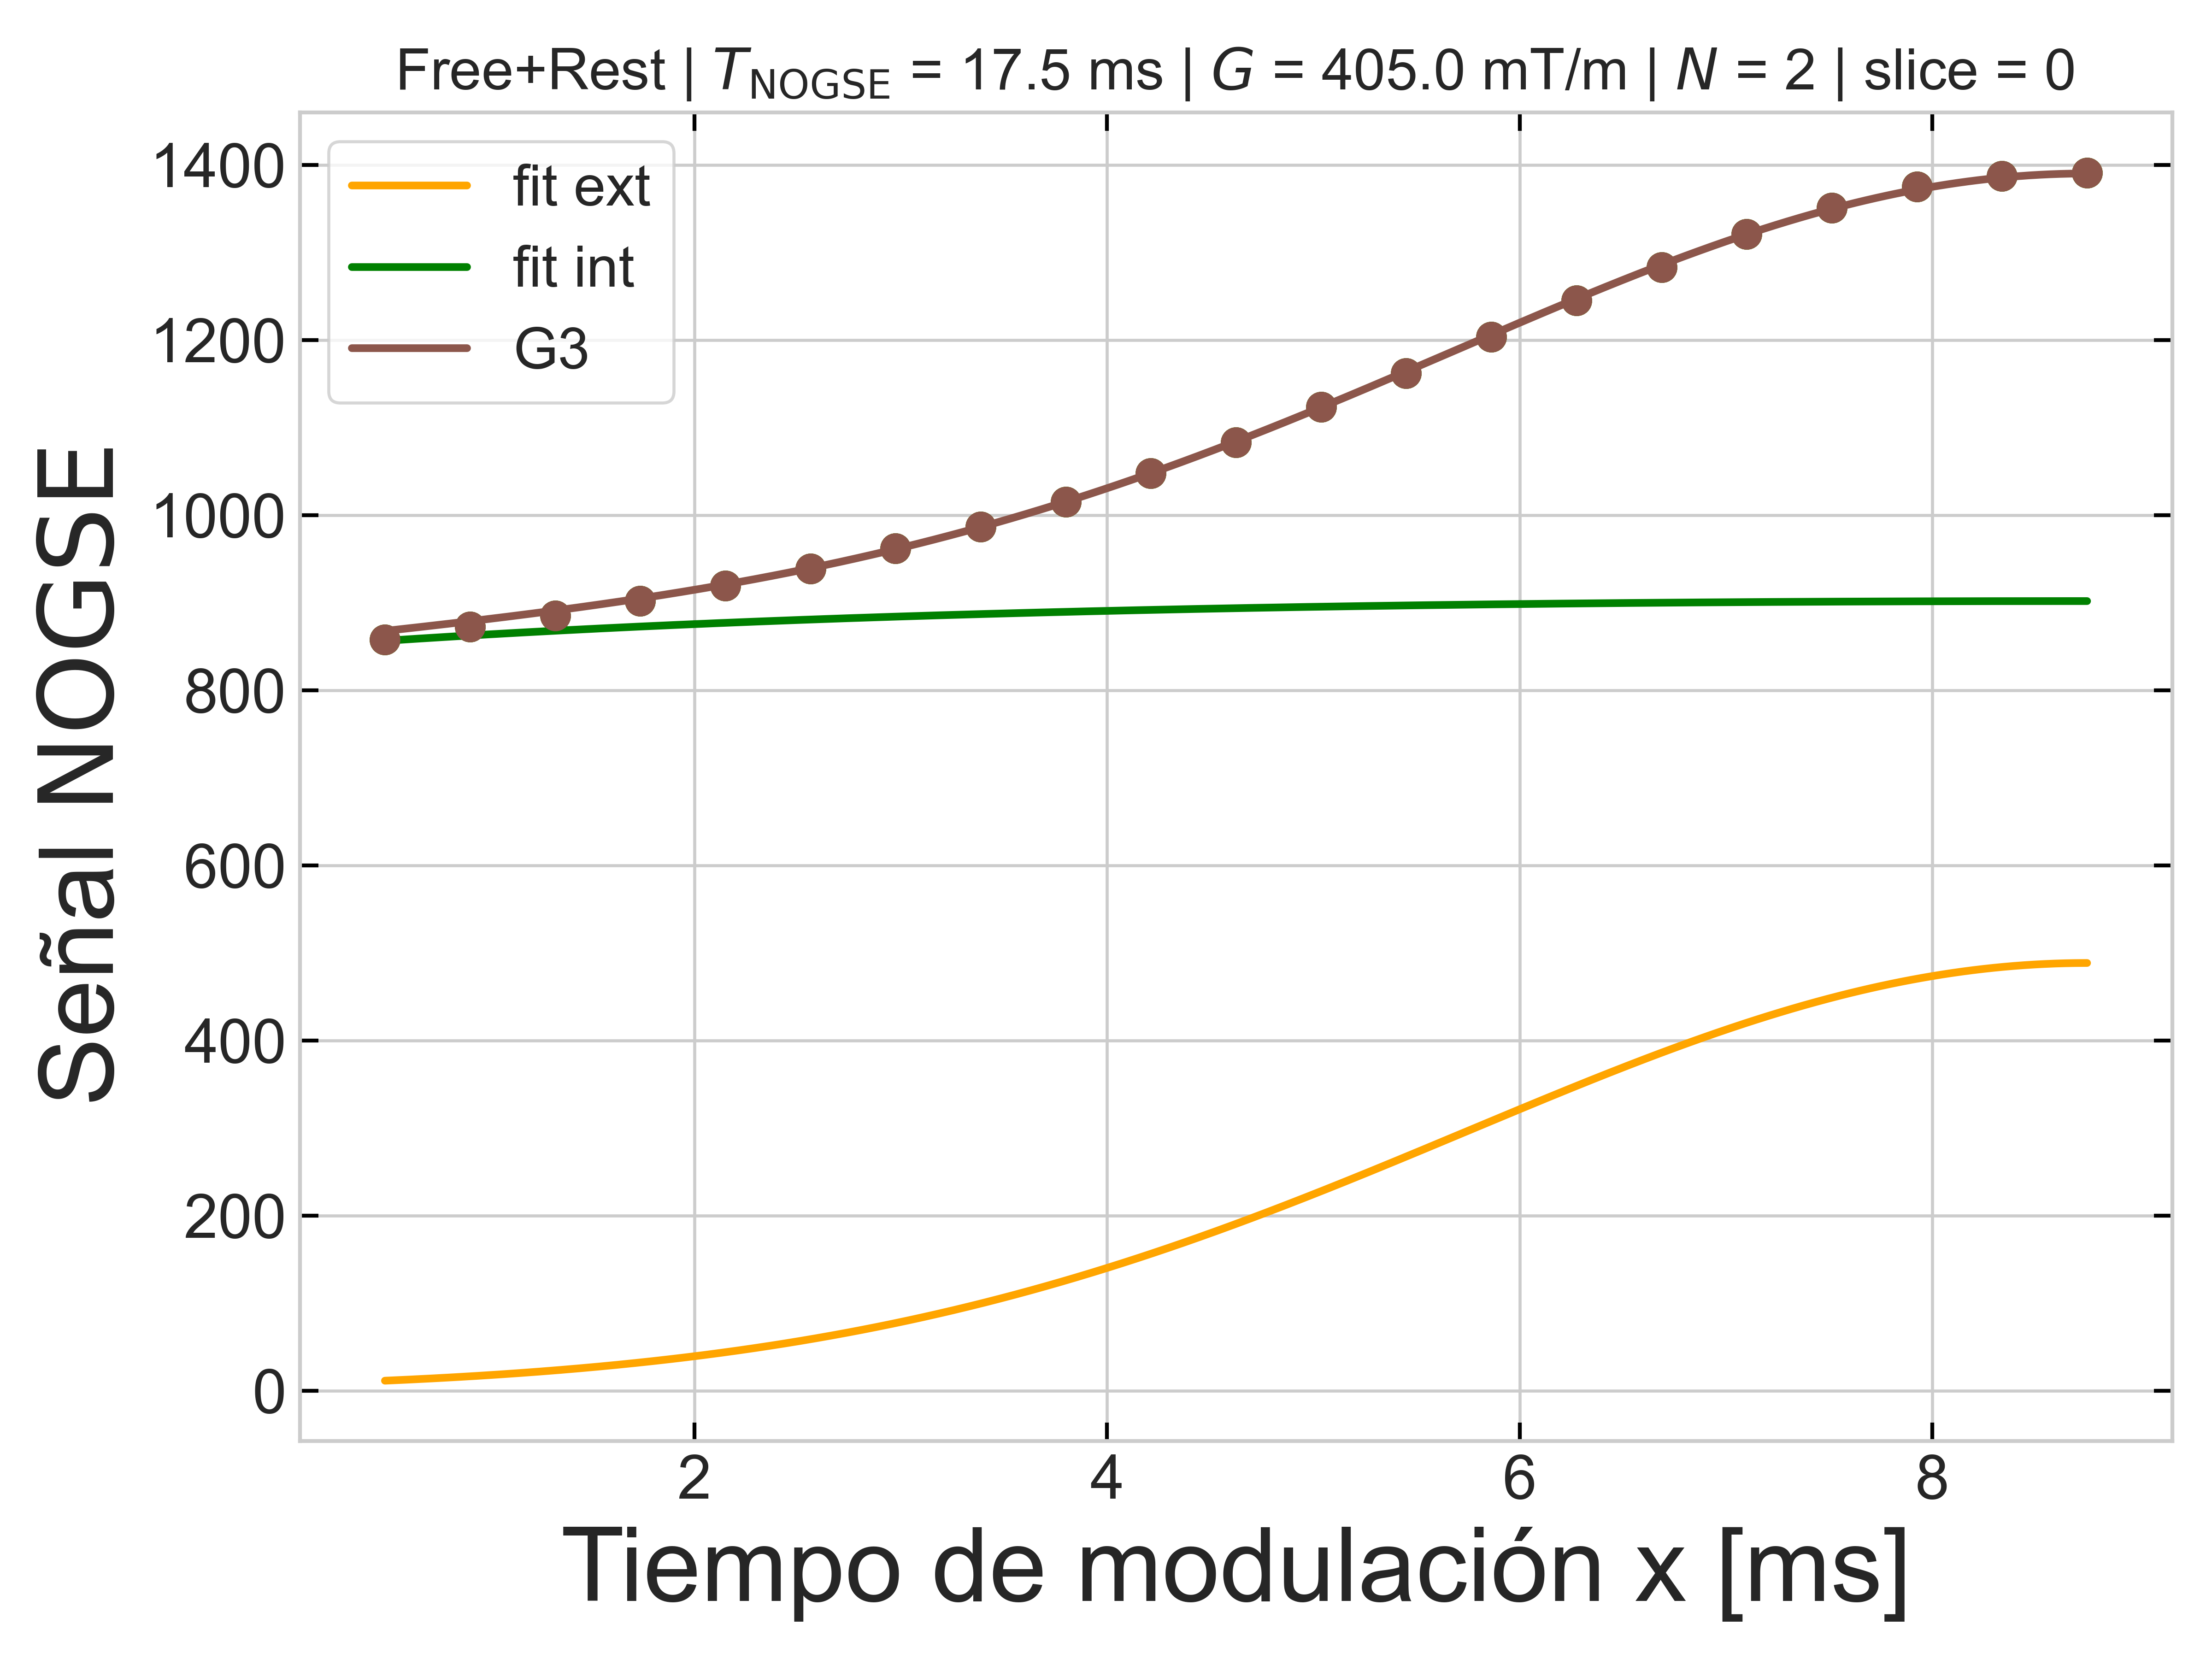 Free+Rest | T_NOGSE = 17.5 ms | G = 405.0 mT/m | N = 2 | slice = 0
fit ext
fit int
G3
1400
1200
1000
800
600
400
200
0
Señal NOGSE
2 4 6 8
Tiempo de modulación x [ms]